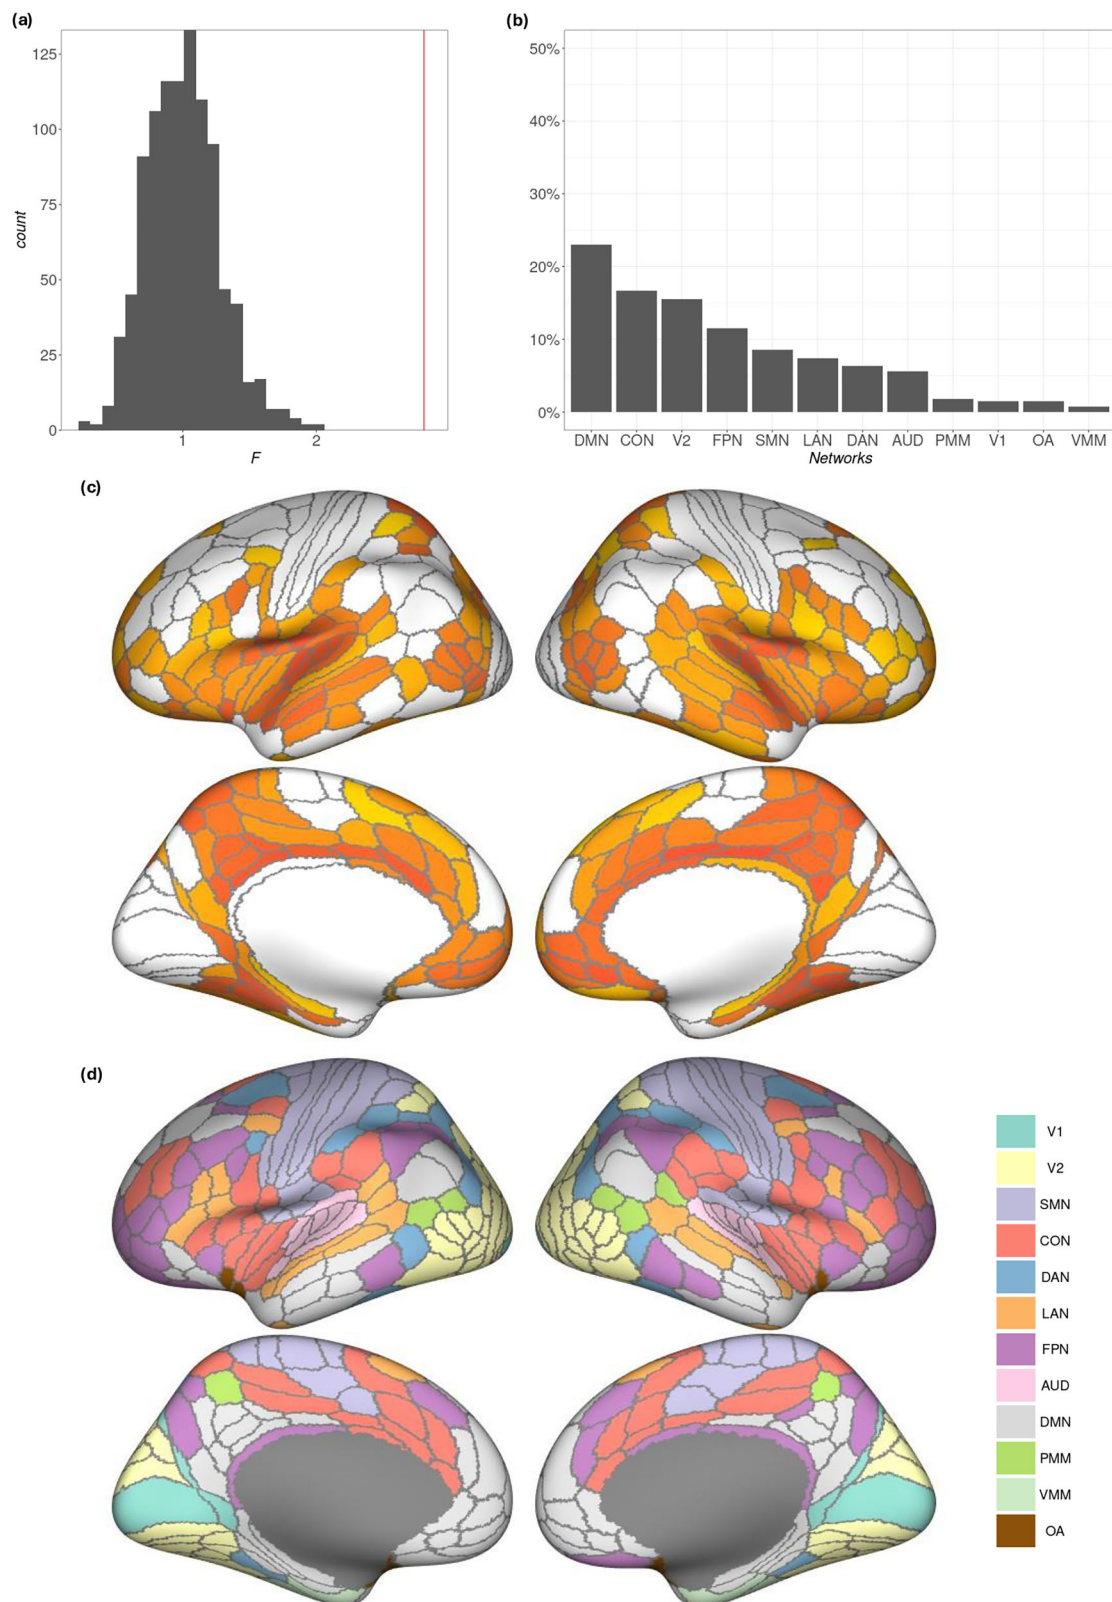 (a)
125
100
75
50
25
0
count
1
2
F
(b)
50%
40%
30%
20%
10%
0%
DMN CON V2 FPN SMN LAN DAN AUD PMM V1 OA VMM
Networks
(c)
(d)
V1
V2
SMN
CON
DAN
LAN
FPN
AUD
DMN
PMM
VMM
OA